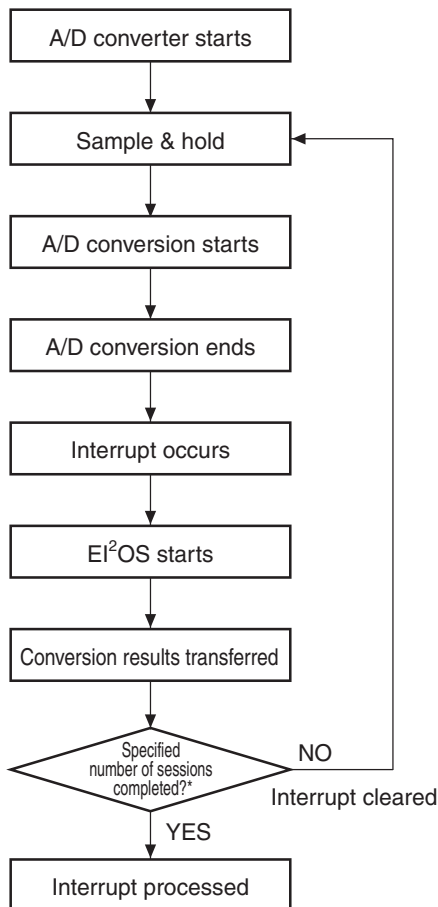 A/D converter starts
Sample & hold
A/D conversion starts
A/D conversion ends
Interrupt occurs
EI²OS starts
Conversion results transferred
Specified
number of sessions
completed?*
NO
Interrupt cleared
YES
Interrupt processed